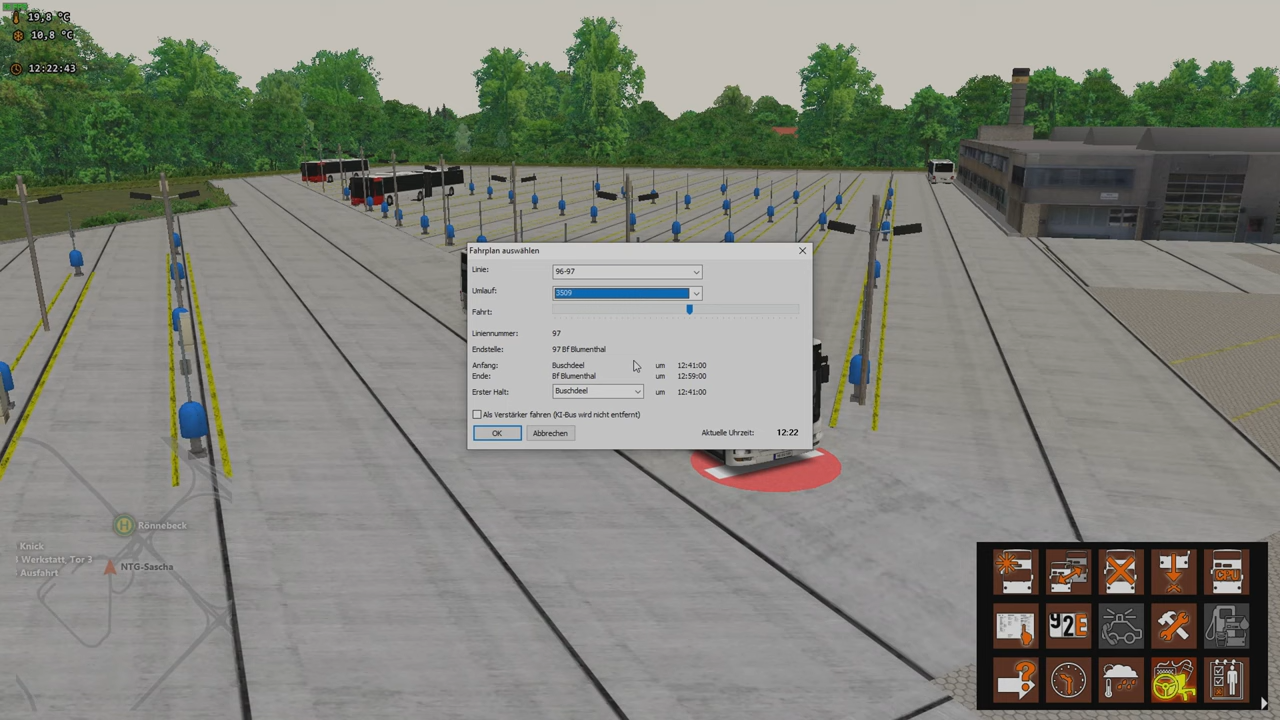 19,8 °C
10,8 °C
12:22:43
Fahrplan auswählen
Linie:
96-97
Umlauf:
3509
Fahrt:
Liniennummer:
97
Endstelle:
97 Bf Blumenthal
Anfang:
Buschdeel
um
12:41:00
Ende:
Bf Blumenthal
um
12:59:00
Erster Halt:
Buschdeel
um
12:41:00
Als Verstärker fahren (KI-Bus wird nicht entfernt)
OK
Abbrechen
Aktuelle Uhrzeit:
12:22
H
Rönnebeck
Knick
Werkstatt, Tor 3
Ausfahrt
NTG-Sascha
CPU
92E
?